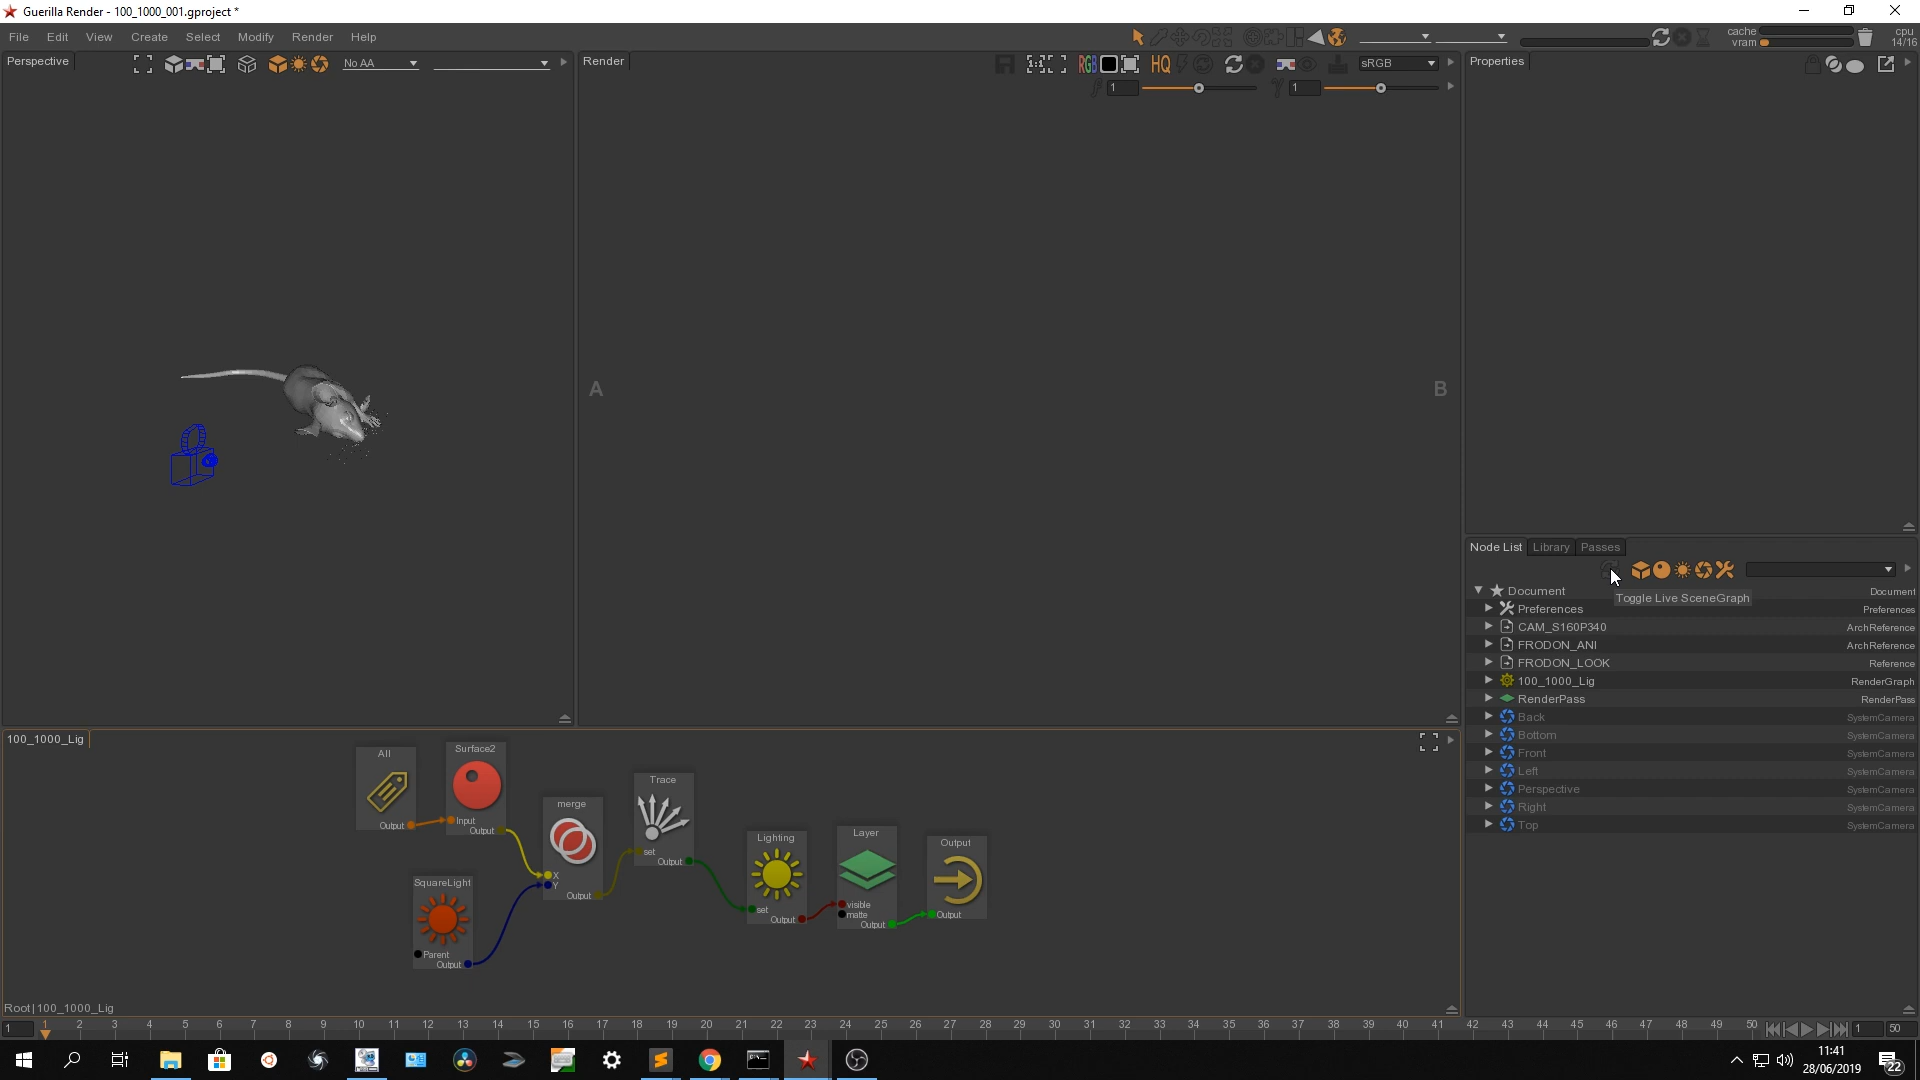 Guerilla Render - 100_1000_001.gproject *
File Edit View Create Select Modify Render Help
cache
vram
cpu
14/16
Perspective
No AA
Render
RGB
HQ
sRGB
1
1
Properties
A
B
Node List Library Passes
Toggle Live SceneGraph
Document Document
Preferences Preferences
CAM_S160P340 ArchReference
FRODON_ANI ArchReference
FRODON_LOOK Reference
100_1000_Lig RenderGraph
RenderPass RenderPass
Back SystemCamera
Bottom SystemCamera
Front SystemCamera
Left SystemCamera
Perspective SystemCamera
Right SystemCamera
Top SystemCamera
100_1000_Lig
All
Output
Surface2
Input
Output
merge
X
Y
Output
Trace
set
Output
SquareLight
Parent
Output
Lighting
set
Output
Layer
visible
matte
Output
Output
Output
Root|100_1000_Lig
1 1 2 3 4 5 6 7 8 9 10 11 12 13 14 15 16 17 18 19 20 21 22 23 24 25 26 27 28 29 30 31 32 33 34 35 36 37 38 39 40 41 42 43 44 45 46 47 48 49 50 1 50
11:41
28/06/2019
22